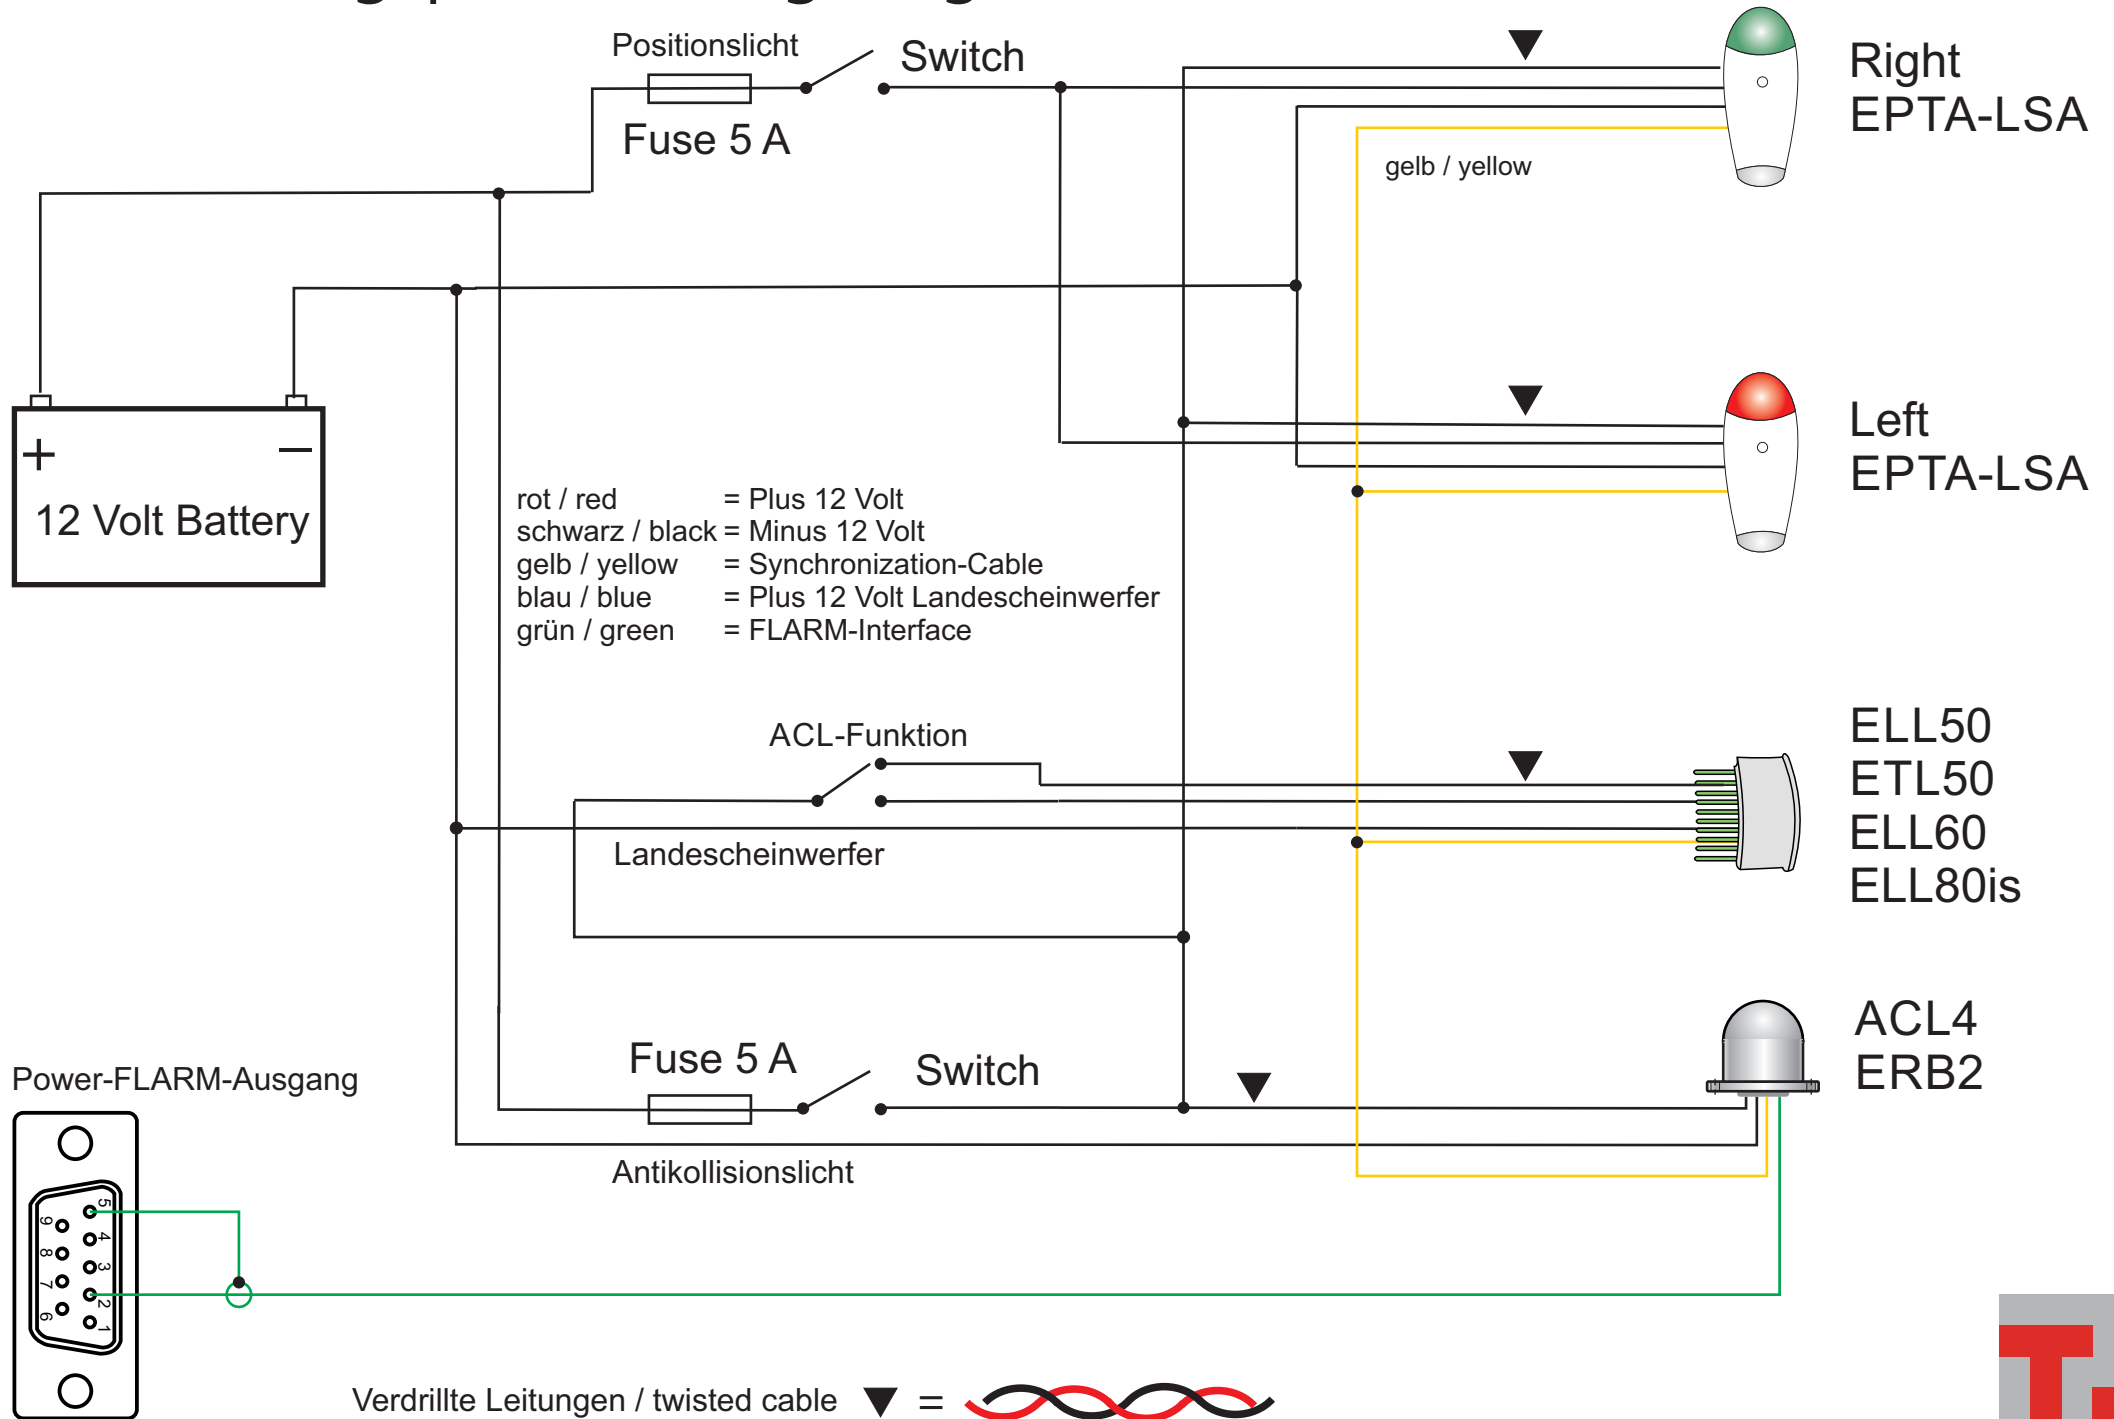 Positionslicht
Switch
Fuse 5 A
gelb / yellow
Right
EPTA-LSA
+ −
12 Volt Battery
Left
EPTA-LSA
rot / red = Plus 12 Volt
schwarz / black = Minus 12 Volt
gelb / yellow = Synchronization-Cable
blau / blue = Plus 12 Volt Landescheinwerfer
grün / green = FLARM-Interface
ACL-Funktion
Landescheinwerfer
ELL50
ETL50
ELL60
ELL80is
Fuse 5 A
Switch
Antikollisionslicht
ACL4
ERB2
Power-FLARM-Ausgang
5
9
4
8
3
7
2
6
1
Verdrillte Leitungen / twisted cable ▼ =